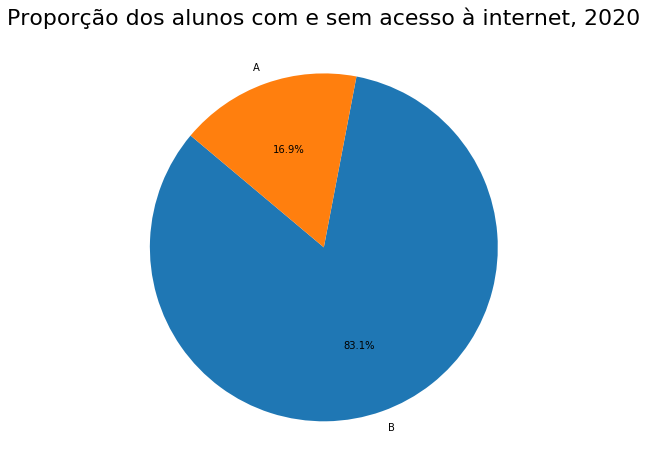 Proporção dos alunos com e sem acesso à internet, 2020
A
16.9%
83.1%
B